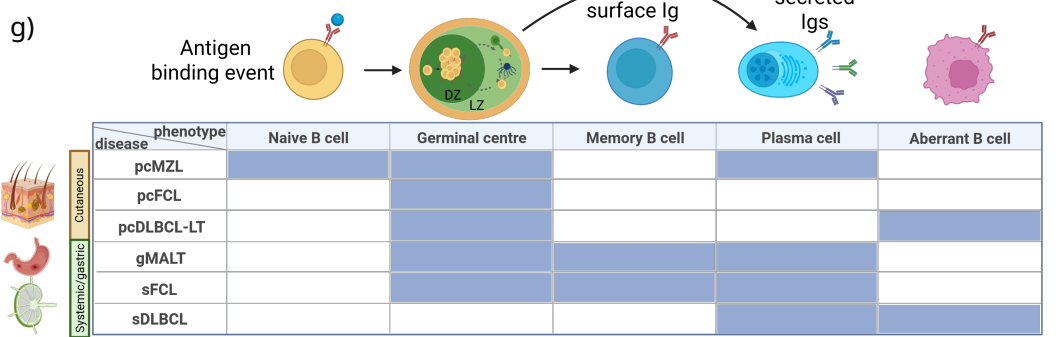 g)
surface Ig
secreted
Igs
Antigen
binding event
DZ
LZ
phenotype
disease
Naive B cell
Germinal centre
Memory B cell
Plasma cell
Aberrant B cell
Cutaneous
pcMZL
pcFCL
pcDLBCL-LT
Systemic/gastric
gMALT
sFCL
sDLBCL